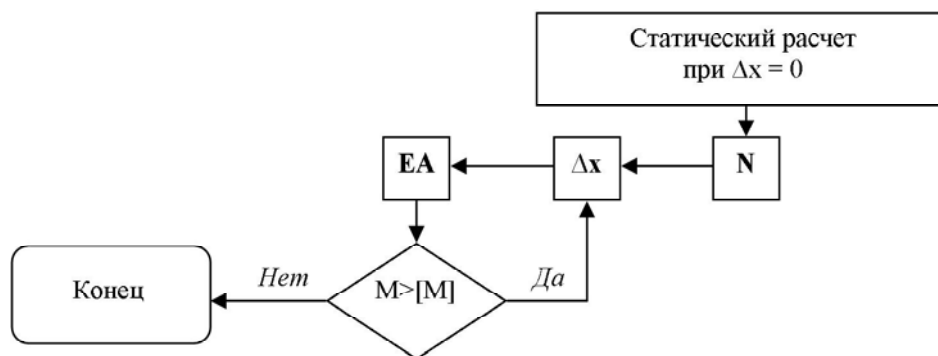 Статический расчет
при Δx = 0
EA
Δx
N
Конец
Нет
M>[M]
Да